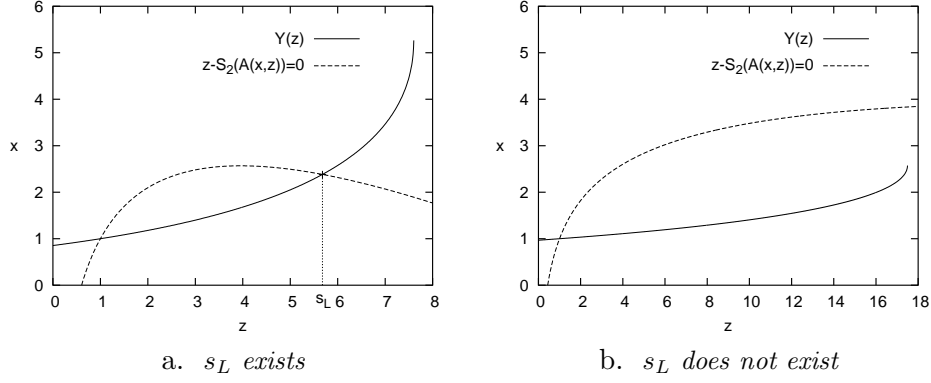 6
5
4
3
2
1
0
x
Y(z)
z-S2(A(x,z))=0
0 1 2 3 4 5 sL 6 7 8
z
a. sL exists
6
5
4
3
2
1
0
x
Y(z)
z-S2(A(x,z))=0
0 2 4 6 8 10 12 14 16 18
z
b. sL does not exist